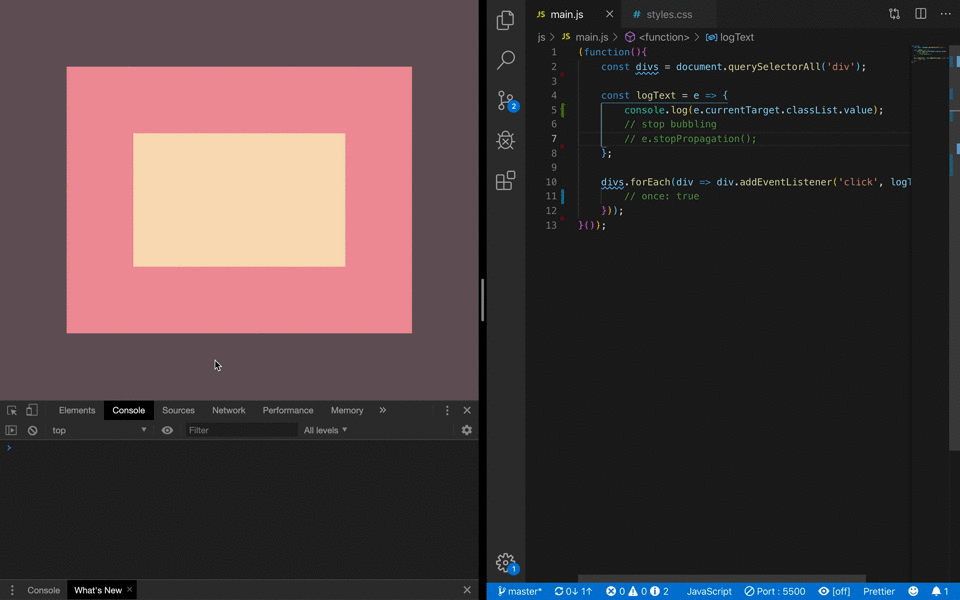 Elements Console Sources Network Performance Memory »
top Filter All levels
>
Console What's New
JS main.js # styles.css
js > JS main.js > <function> > logText
1 (function(){
2 const divs = document.querySelectorAll('div');
3
4 const logText = e => {
5 console.log(e.currentTarget.classList.value);
6 // stop bubbling
7 // e.stopPropagation();
8 };
9
10 divs.forEach(div => div.addEventListener('click', logT
11 // once: true
12 }));
13 }());
2
1
master* 0↓ 1↑ 0 0 2 JavaScript Port : 5500 [off] Prettier 1